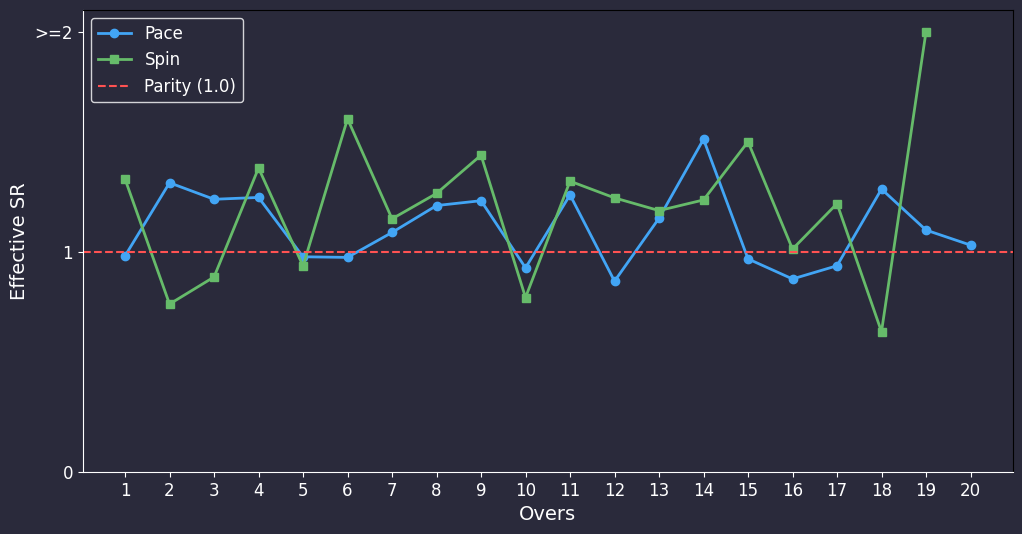 >=2
Pace
Spin
Parity (1.0)
Effective SR
1
0
1 2 3 4 5 6 7 8 9 10 11 12 13 14 15 16 17 18 19 20
Overs